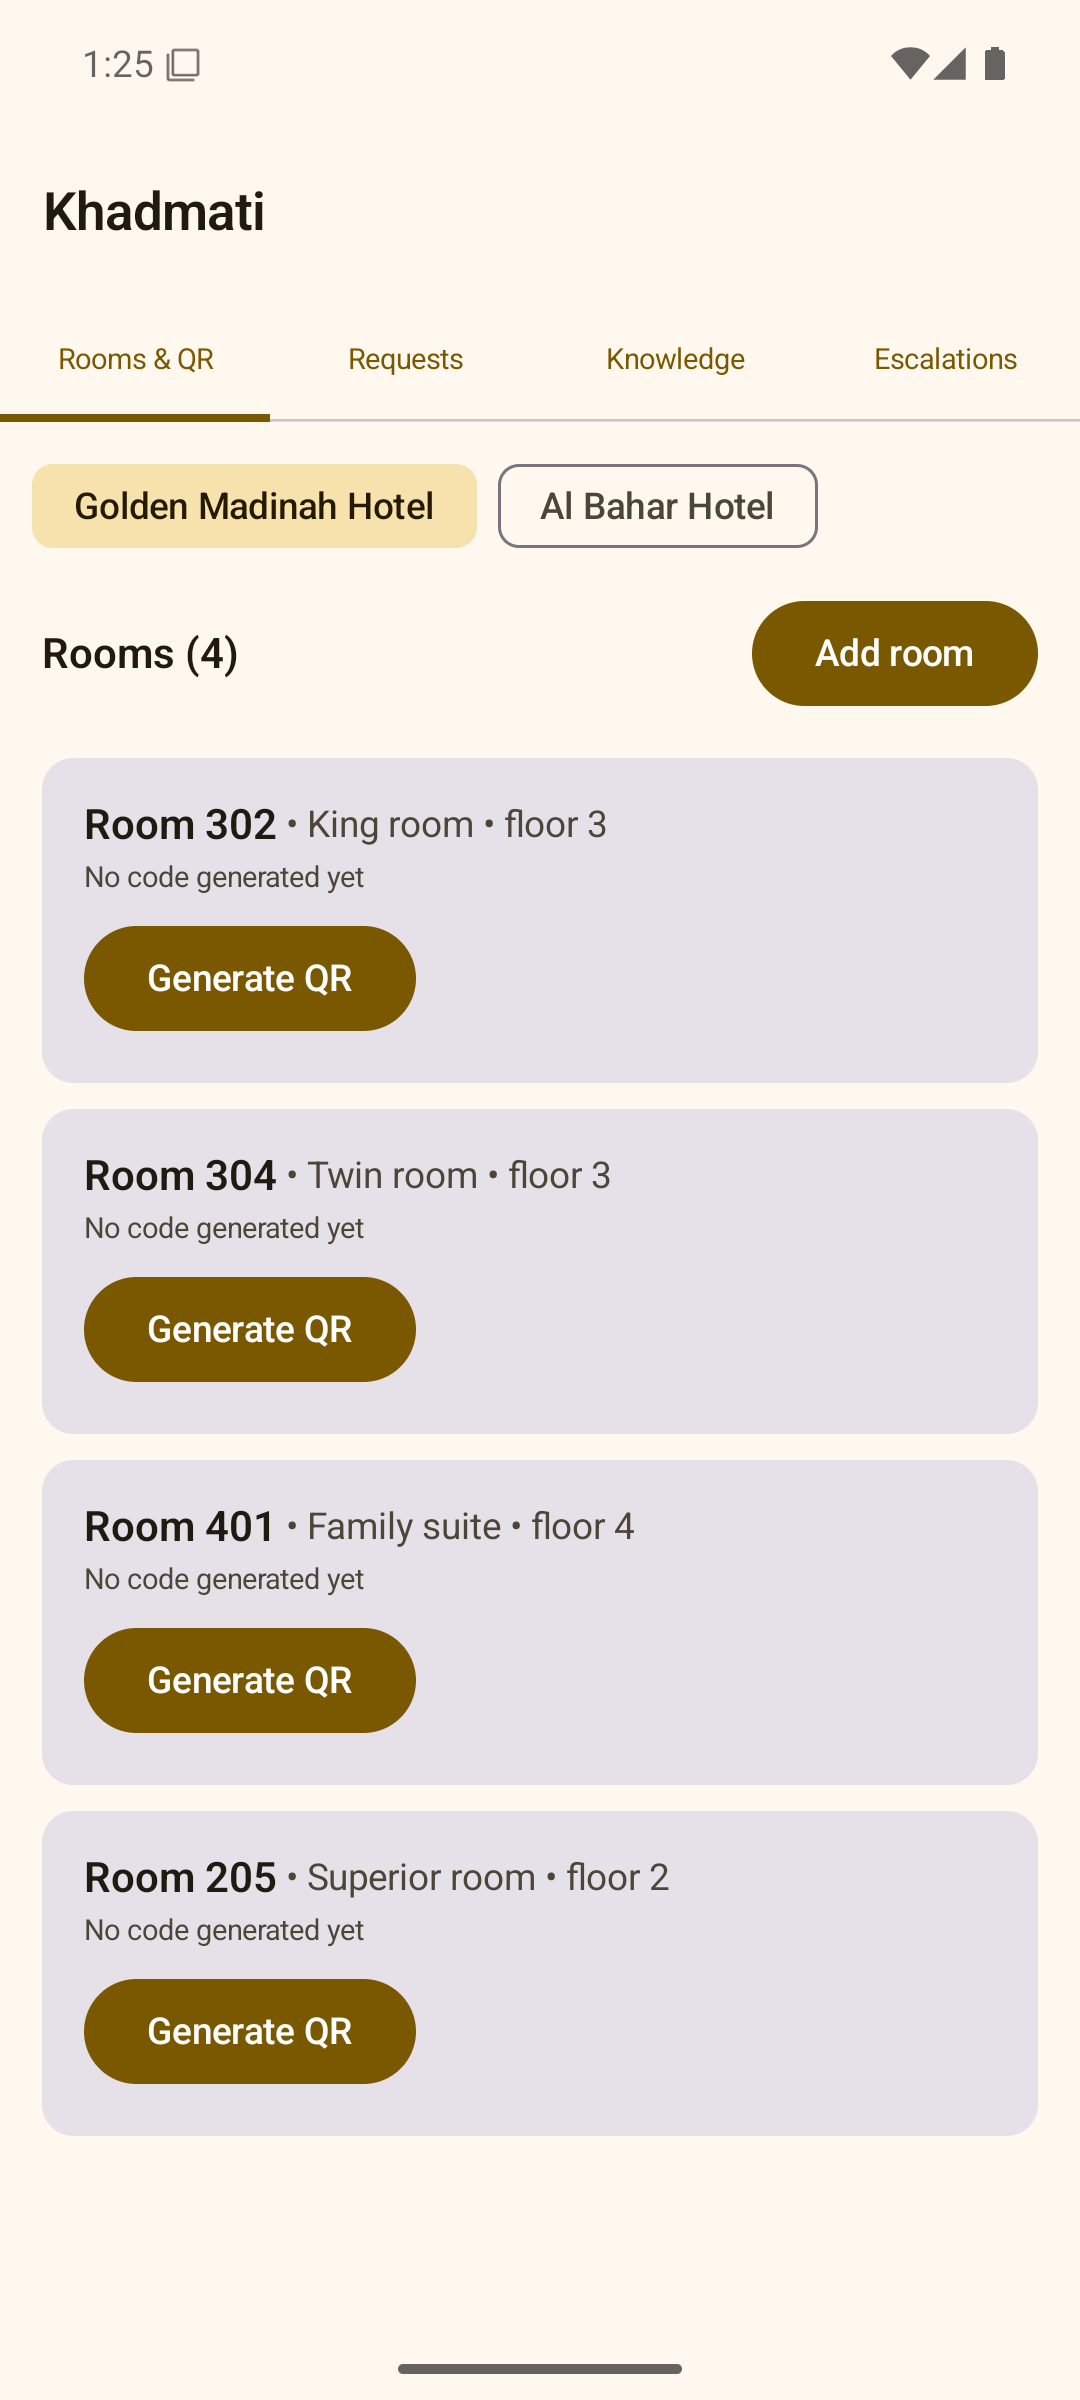 1:25
Khadmati
Rooms & QR Requests Knowledge Escalations
Golden Madinah Hotel Al Bahar Hotel
Rooms (4) Add room
Room 302 • King room • floor 3
No code generated yet
Generate QR
Room 304 • Twin room • floor 3
No code generated yet
Generate QR
Room 401 • Family suite • floor 4
No code generated yet
Generate QR
Room 205 • Superior room • floor 2
No code generated yet
Generate QR